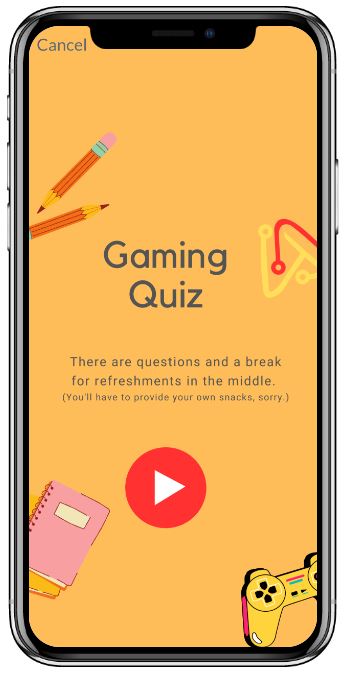 Cancel
Gaming
Quiz
There are questions and a break
for refreshments in the middle.
(You'll have to provide your own snacks, sorry.)